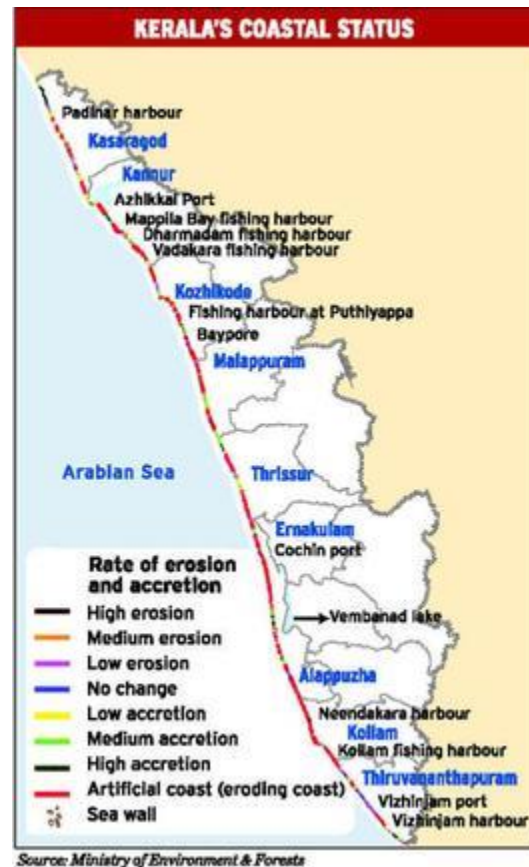 KERALA'S COASTAL STATUS
Padinar harbour
Kasaragod
Kannur
Azhikkal Port
Mappila Bay fishing harbour
Dharmadam fishing harbour
Vadakara fishing harbour
Kozhikode
Fishing harbour at Puthiyappa
Baypore
Malappuram
Arabian Sea
Thrissur
Ernakulam
Cochin port
Vembanad lake
Alappuzha
Neendakara harbour
Kollam
Kollam fishing harbour
Thiruvananthapuram
Vizhinjam port
Vizhinjam harbour
Rate of erosion
and accretion
High erosion
Medium erosion
Low erosion
No change
Low accretion
Medium accretion
High accretion
Artificial coast (eroding coast)
Sea wall
Source: Ministry of Environment & Forests